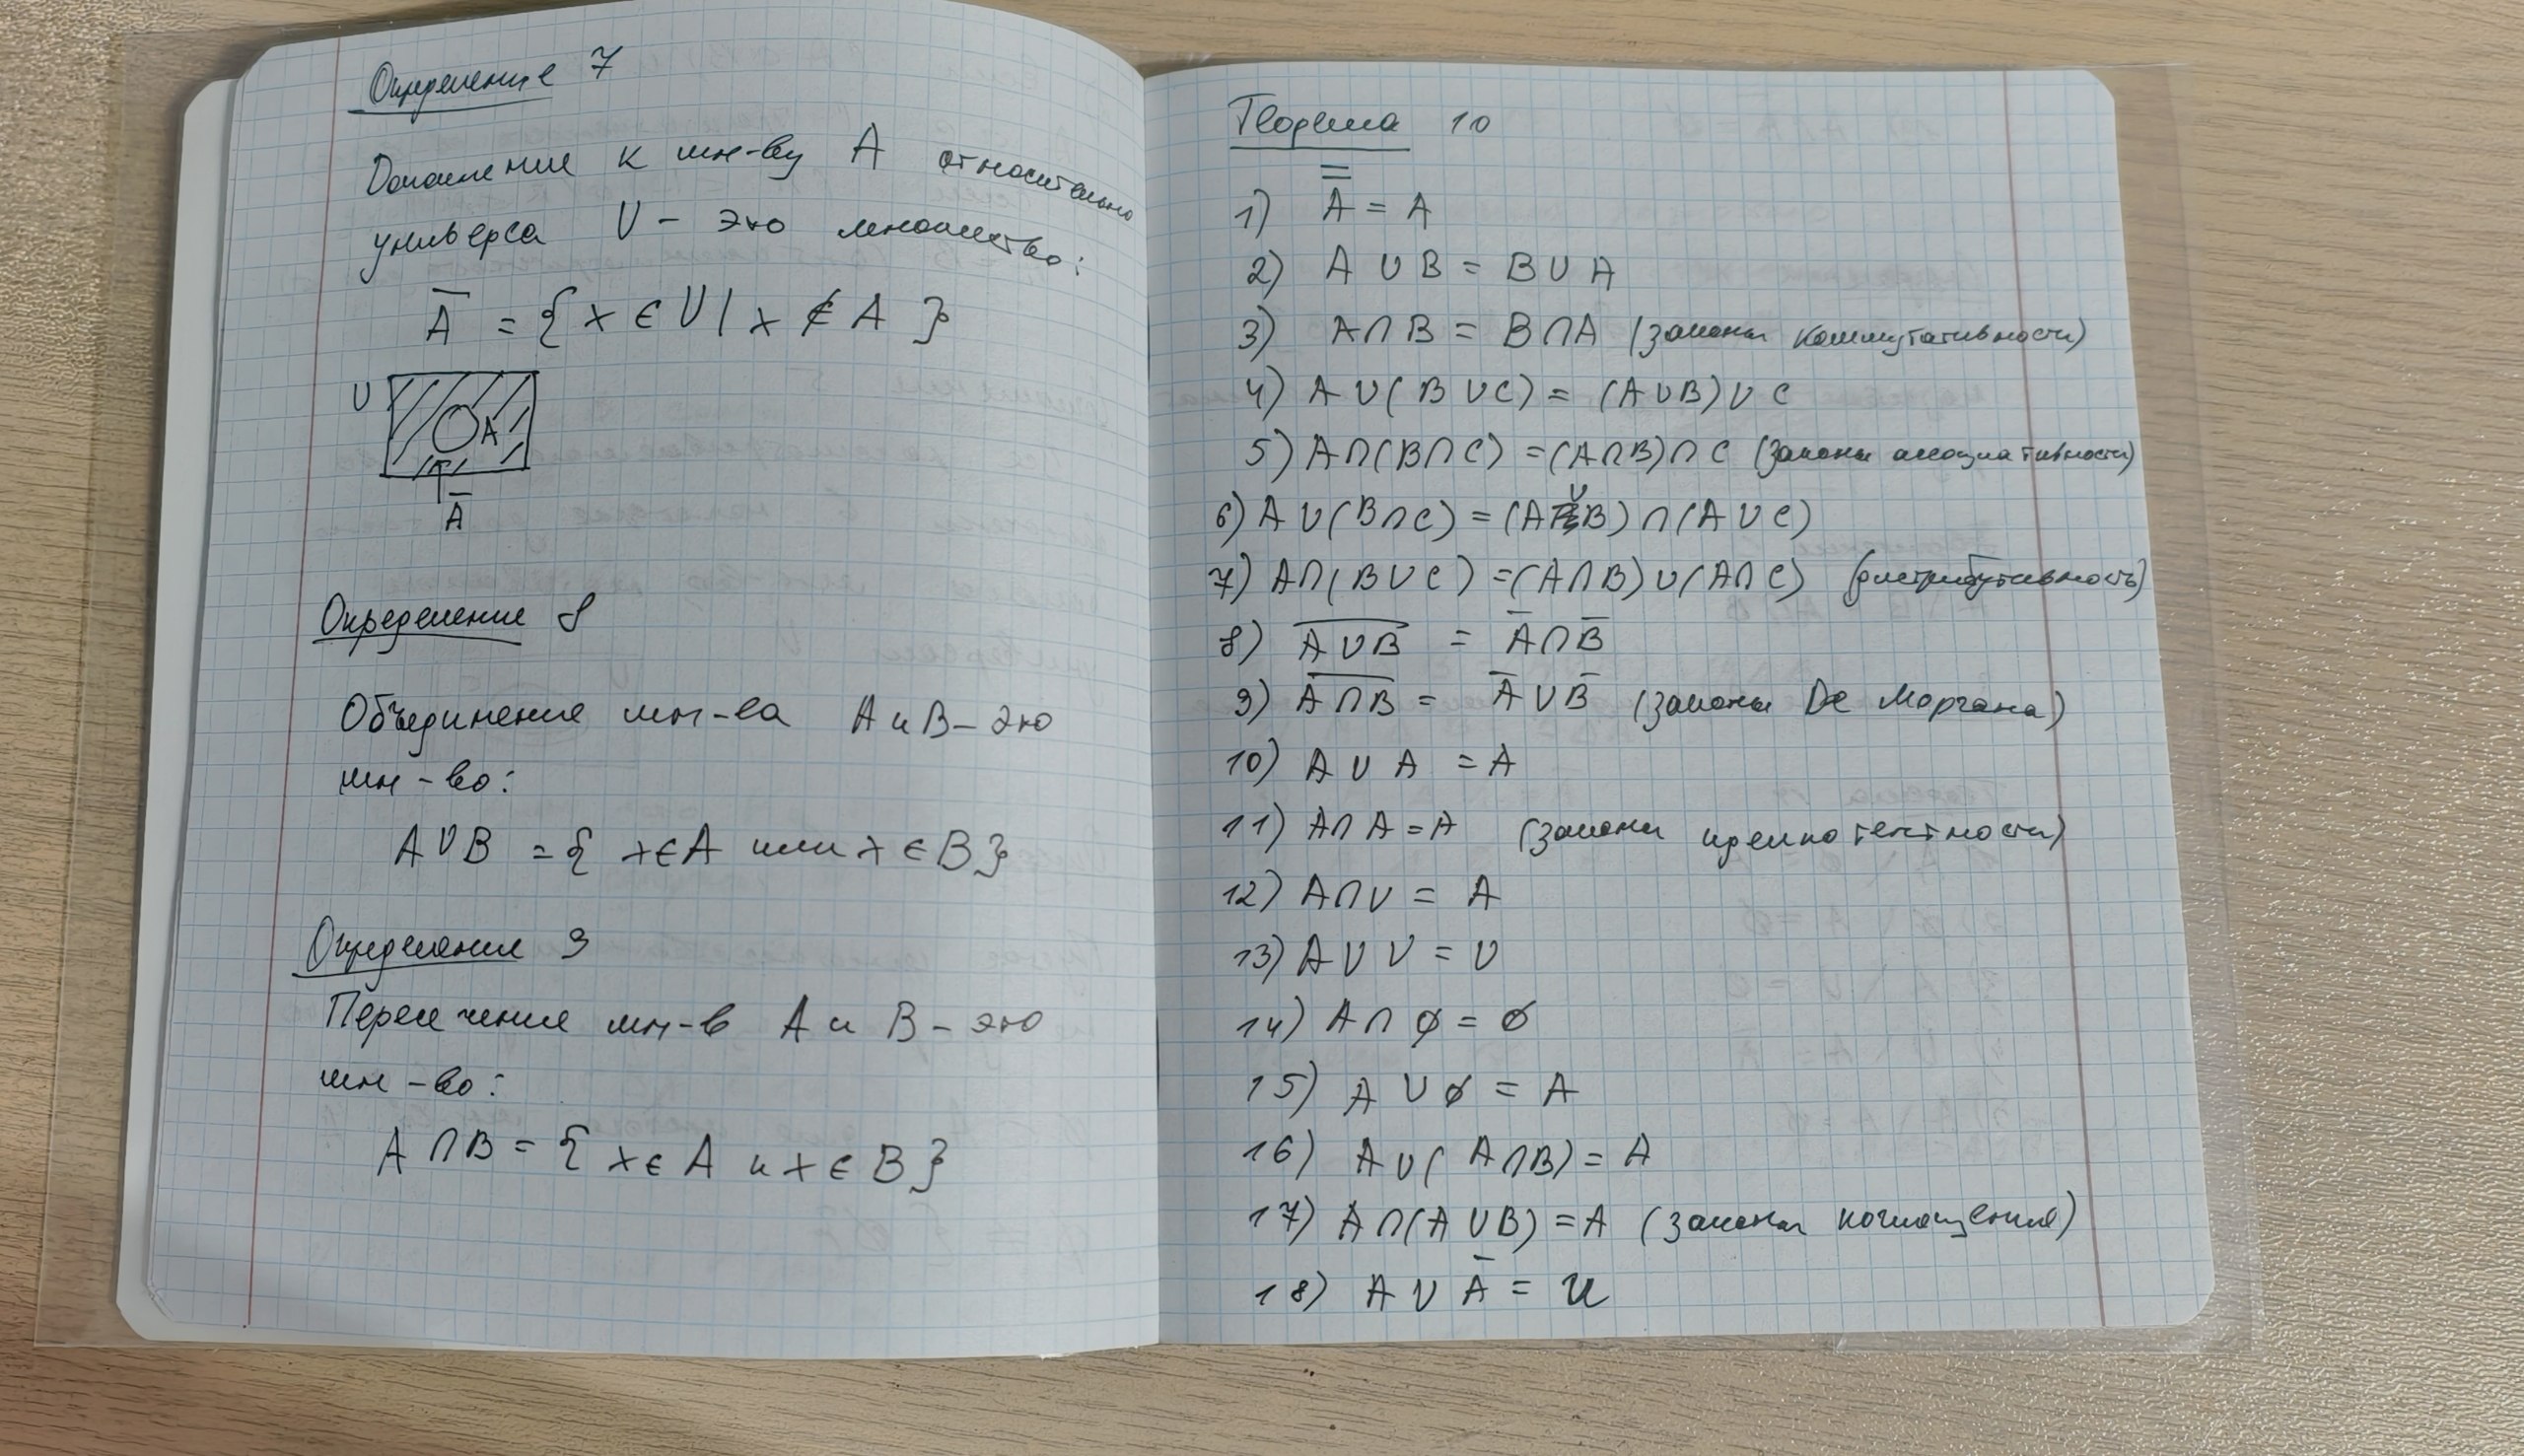 Определение 7
Дополнение к мн-ву A относительно
универса U - это множество:
A̅ = { x ∈ U | x ∉ A }
U
A
A̅
Определение 8
Объединение мн-ва A и B - это
мн-во:
A ∪ B = { x ∈ A или x ∈ B }
Определение 9
Пересечение мн-в A и B - это
мн-во:
A ∩ B = { x ∈ A и x ∈ B }
Теорема 10
1) A̿ = A
2) A ∪ B = B ∪ A
3) A ∩ B = B ∩ A (законы коммутативности)
4) A ∪ (B ∪ C) = (A ∪ B) ∪ C
5) A ∩ (B ∩ C) = (A ∩ B) ∩ C (законы ассоциативности)
6) A ∪ (B ∩ C) = (A ∪ B) ∩ (A ∪ C)
7) A ∩ (B ∪ C) = (A ∩ B) ∪ (A ∩ C) (дистрибутивность)
8) A̅ ̅∪̅ ̅B̅ = A̅ ∩ B̅
9) A̅ ̅∩̅ ̅B̅ = A̅ ∪ B̅ (законы Де Моргана)
10) A ∪ A = A
11) A ∩ A = A (законы идемпотентности)
12) A ∩ U = A
13) A ∪ U = U
14) A ∩ ∅ = ∅
15) A ∪ ∅ = A
16) A ∪ (A ∩ B) = A
17) A ∩ (A ∪ B) = A (законы поглощения)
18) A ∪ A̅ = U